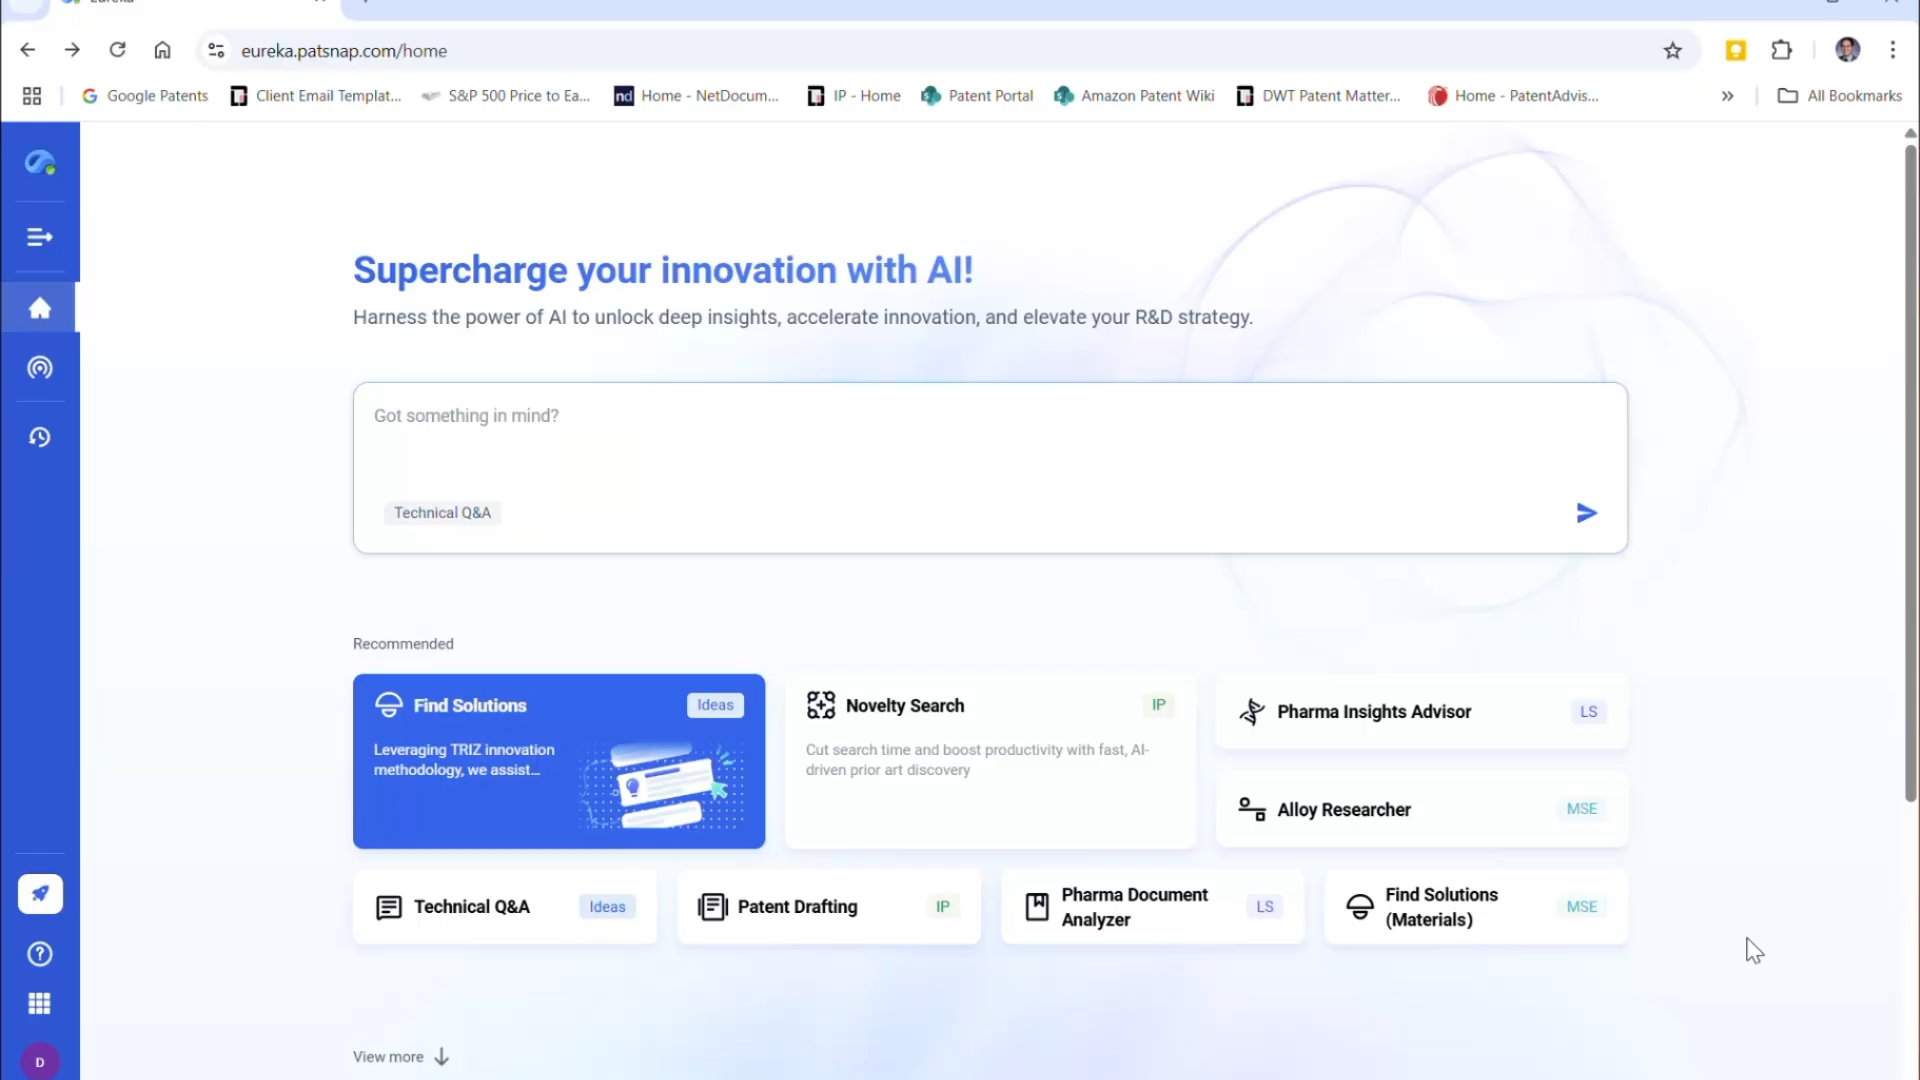 eureka.patsnap.com/home
Google Patents
Client Email Templat...
S&P 500 Price to Ea...
nd
Home - NetDocum...
IP - Home
Patent Portal
Amazon Patent Wiki
DWT Patent Matter...
Home - PatentAdvis...
All Bookmarks
Supercharge your innovation with AI!
Harness the power of AI to unlock deep insights, accelerate innovation, and elevate your R&D strategy.
Got something in mind?
Technical Q&A
Recommended
Find Solutions
Ideas
Leveraging TRIZ innovation
methodology, we assist...
Novelty Search
IP
Cut search time and boost productivity with fast, AI-
driven prior art discovery
Pharma Insights Advisor
LS
Alloy Researcher
MSE
Technical Q&A
Ideas
Patent Drafting
IP
Pharma Document
Analyzer
LS
Find Solutions
(Materials)
MSE
View more
D